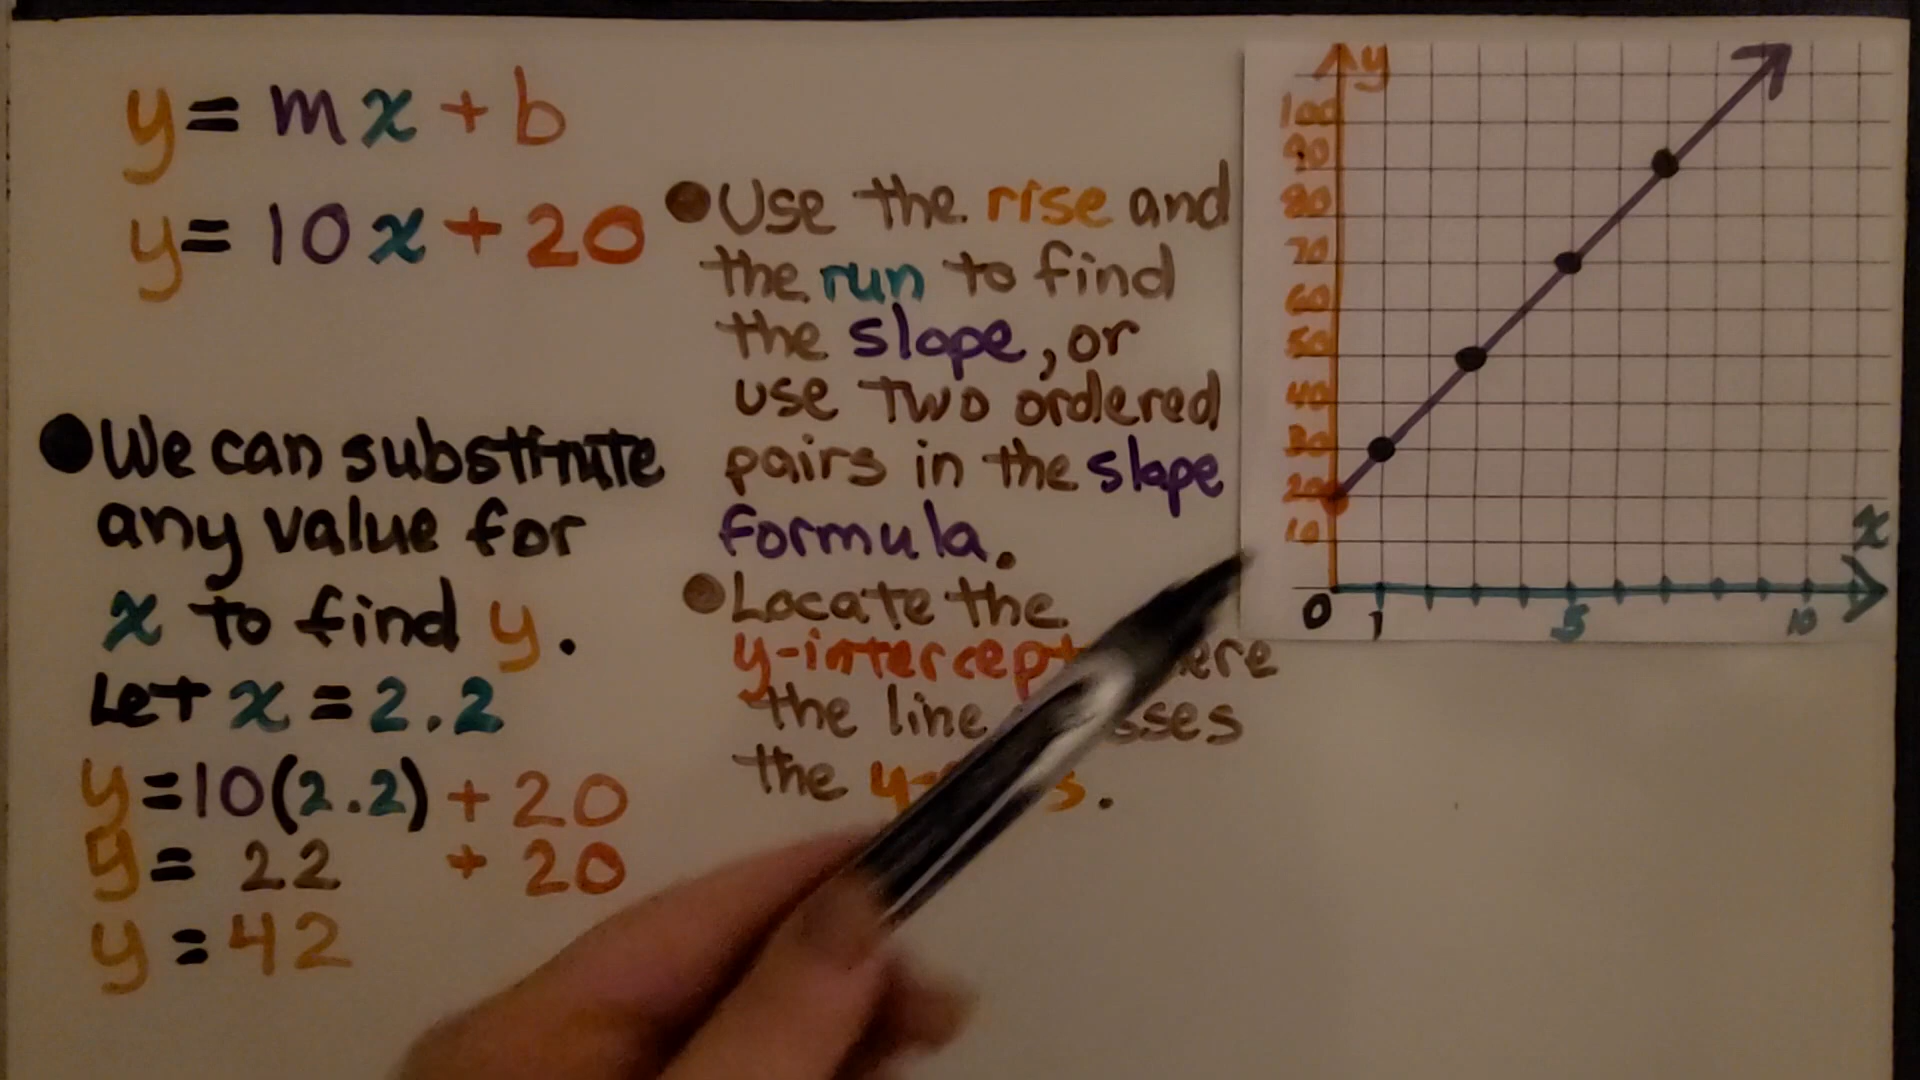 y = mx + b
y = 10x + 20
●We can substitute
any value for
x to find y.
Let x = 2.2
y = 10(2.2) + 20
y = 22 + 20
y = 42
●Use the rise and
the run to find
the slope, or
use two ordered
pairs in the slope
formula.
●Locate the
y-intercept
the line
the
y
100
90
80
70
60
50
40
30
20
10
0 1 5 10
x